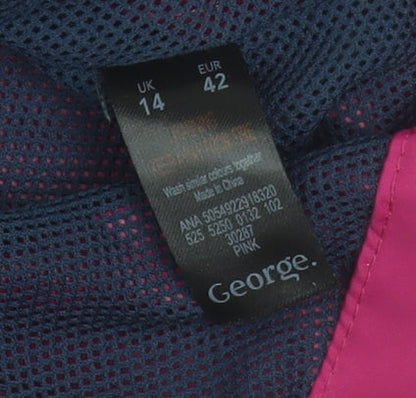 UK EUR
14 42
Wash similar colours together
Made in China
ANA 5054922918320
525 5250 0132 102
30287
PINK
George.